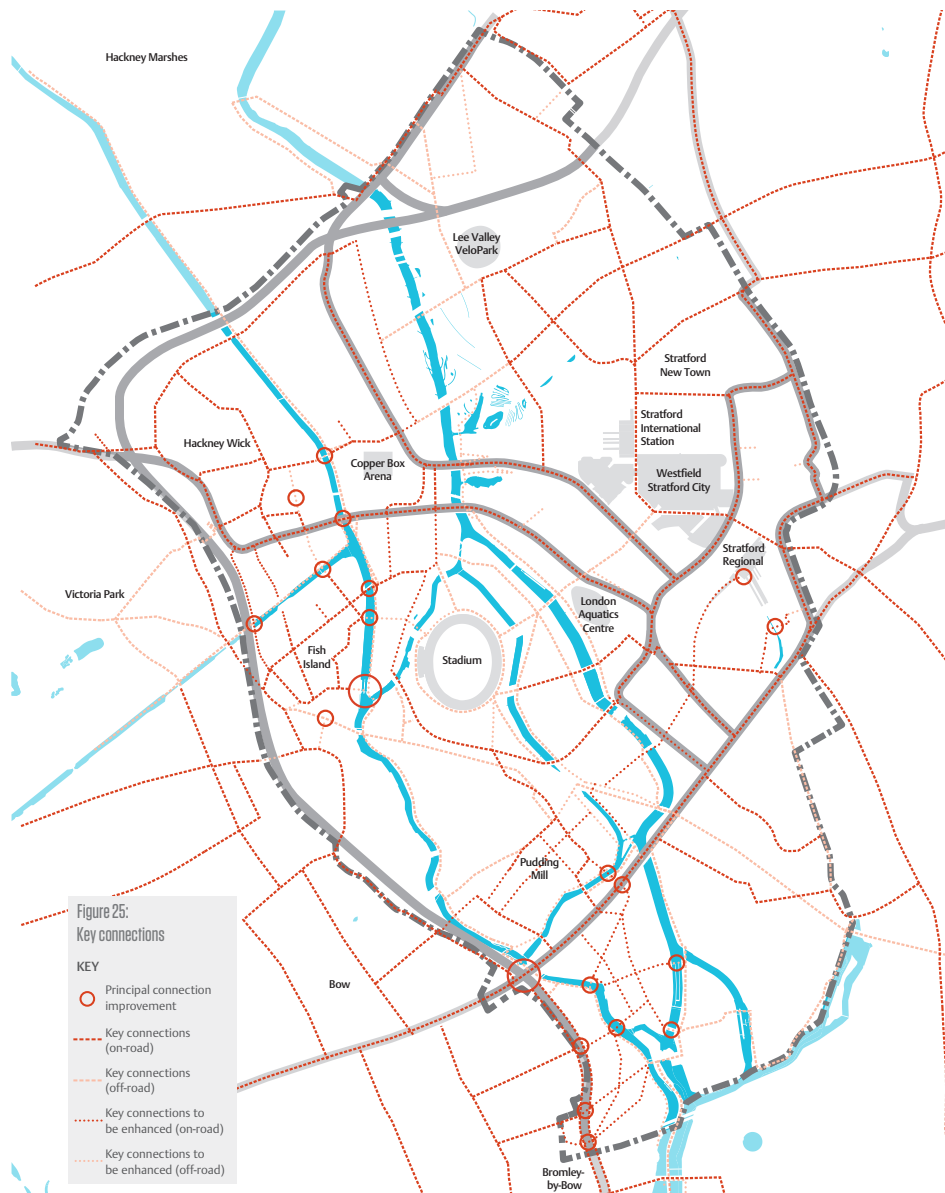 Hackney Marshes
Lee Valley
VeloPark
Stratford
New Town
Stratford
International
Station
Hackney Wick
Copper Box
Arena
Westfield
Stratford City
Stratford
Regional
Victoria Park
London
Aquatics
Centre
Fish
Island
Stadium
Pudding
Mill
Figure 25:
Key connections
KEY
Principal connection
improvement
Key connections
(on-road)
Key connections
(off-road)
Key connections to
be enhanced (on-road)
Key connections to
be enhanced (off-road)
Bow
Bromley-
by-Bow